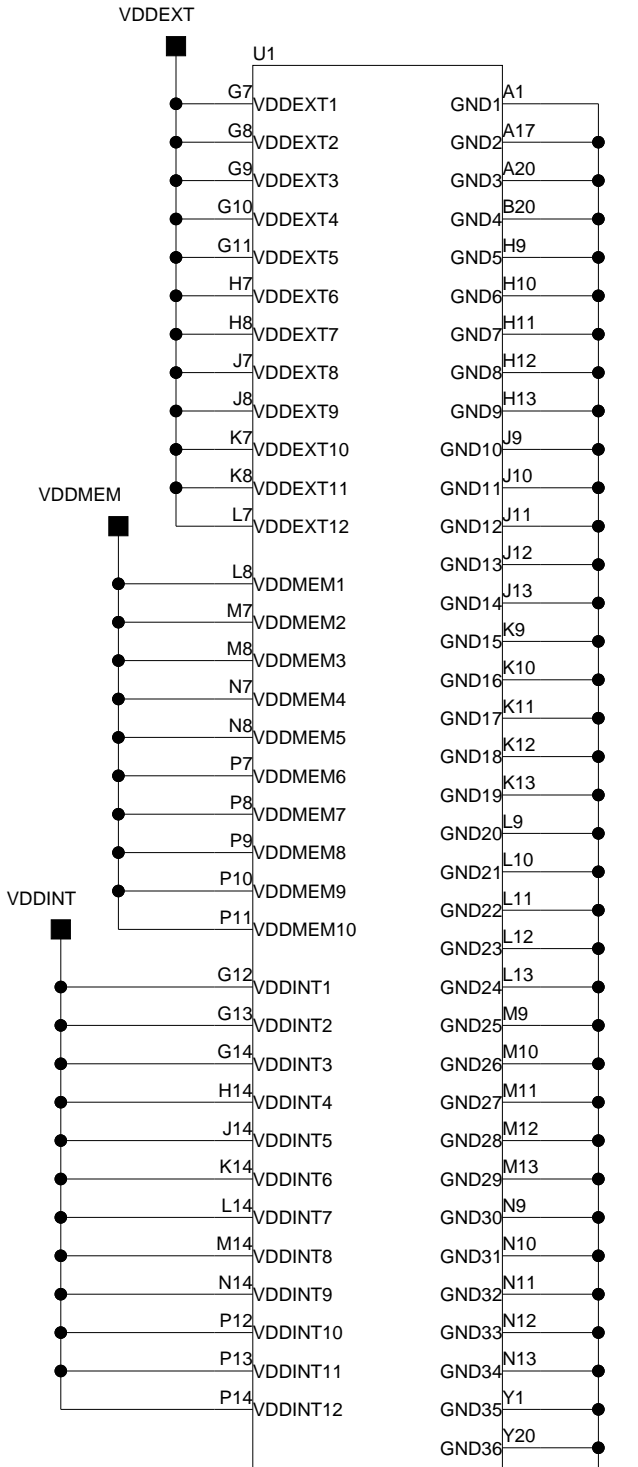 VDDEXT
U1
G7 VDDEXT1 GND1 A1
G8 VDDEXT2 GND2 A17
G9 VDDEXT3 GND3 A20
G10 VDDEXT4 GND4 B20
G11 VDDEXT5 GND5 H9
H7 VDDEXT6 GND6 H10
H8 VDDEXT7 GND7 H11
J7 VDDEXT8 GND8 H12
J8 VDDEXT9 GND9 H13
K7 VDDEXT10 GND10 J9
K8 VDDEXT11 GND11 J10
VDDMEM
L7 VDDEXT12 GND12 J11
GND13 J12
L8 VDDMEM1
GND14 J13
M7 VDDMEM2
GND15 K9
M8 VDDMEM3
GND16 K10
N7 VDDMEM4
GND17 K11
N8 VDDMEM5
GND18 K12
P7 VDDMEM6
GND19 K13
P8 VDDMEM7
GND20 L9
P9 VDDMEM8
GND21 L10
P10 VDDMEM9
VDDINT
GND22 L11
P11 VDDMEM10
GND23 L12
G12 VDDINT1 GND24 L13
G13 VDDINT2 GND25 M9
G14 VDDINT3 GND26 M10
H14 VDDINT4 GND27 M11
J14 VDDINT5 GND28 M12
K14 VDDINT6 GND29 M13
L14 VDDINT7 GND30 N9
M14 VDDINT8 GND31 N10
N14 VDDINT9 GND32 N11
P12 VDDINT10 GND33 N12
P13 VDDINT11 GND34 N13
P14 VDDINT12 GND35 Y1
GND36 Y20